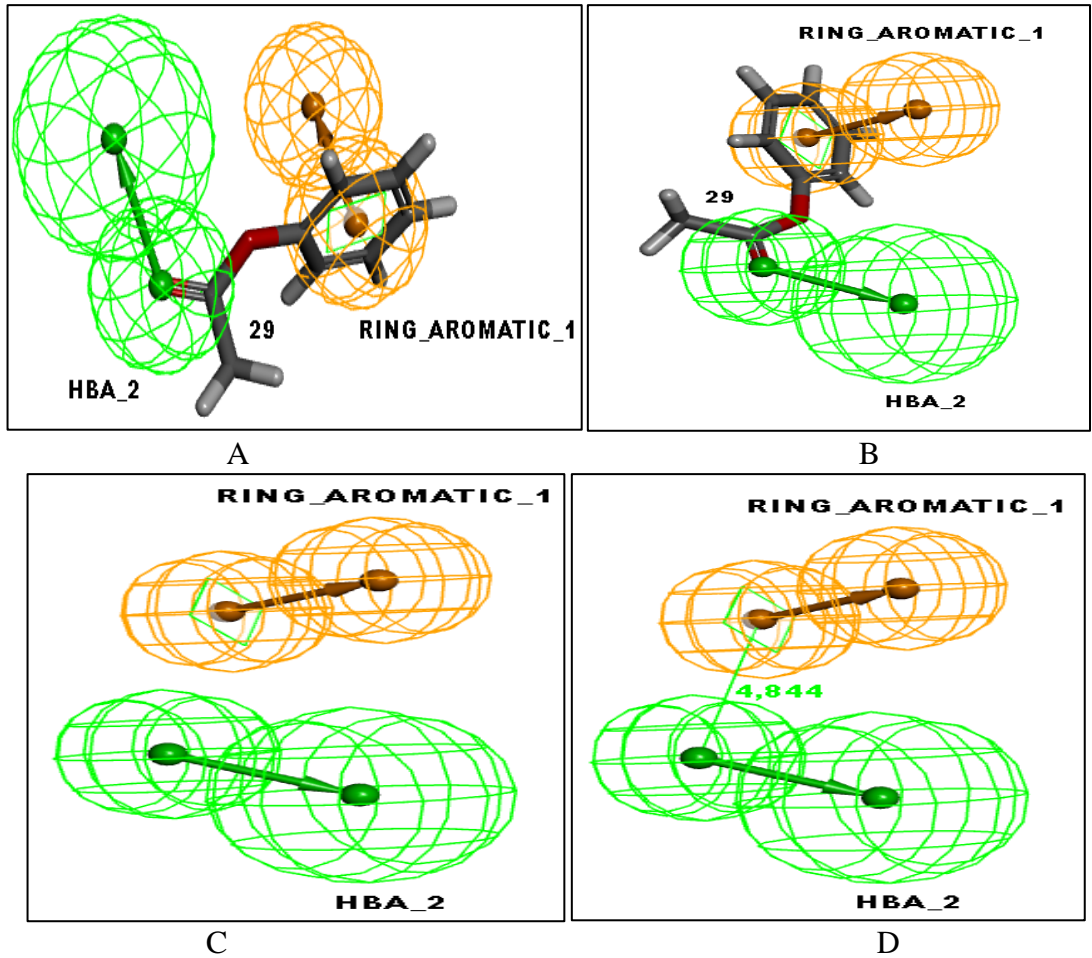 29
RING_AROMATIC_1
HBA_2
A
RING_AROMATIC_1
29
HBA_2
B
RING_AROMATIC_1
HBA_2
C
RING_AROMATIC_1
4,844
HBA_2
D